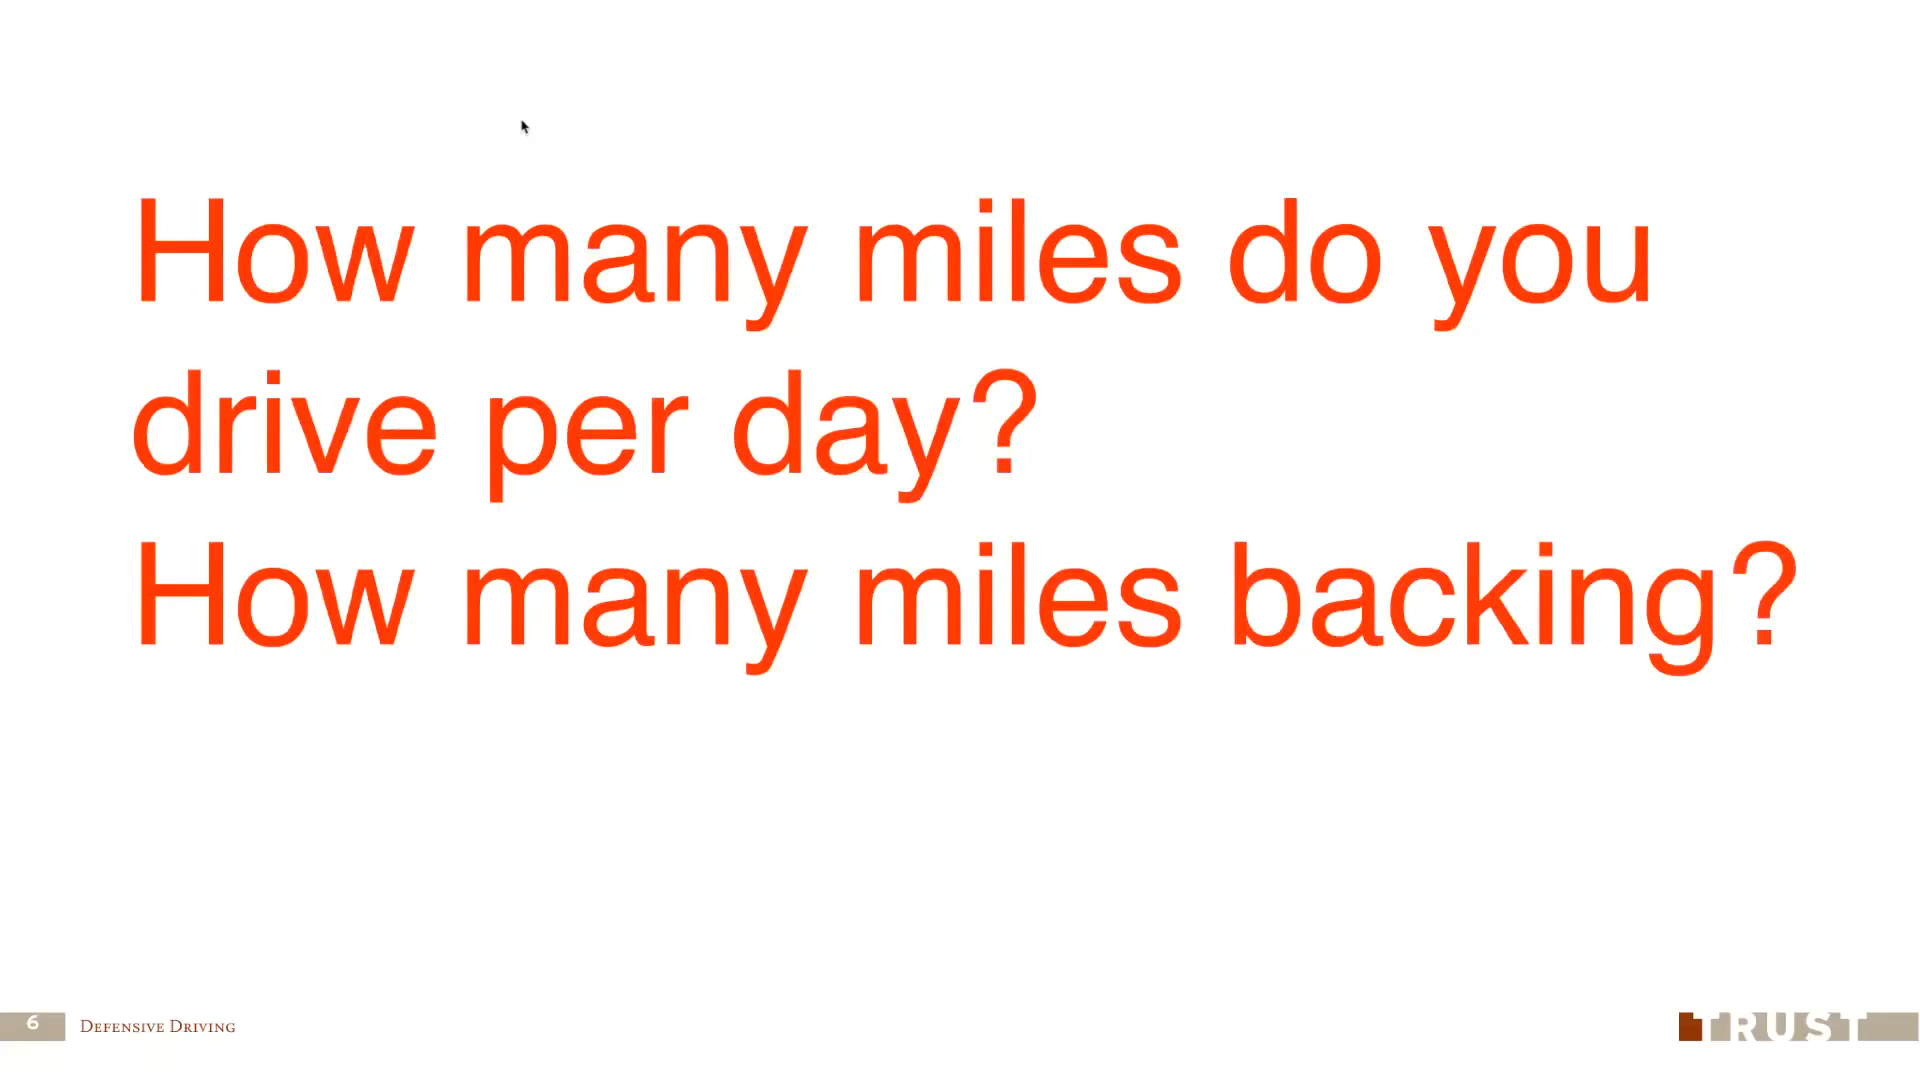 How many miles do you
drive per day?
How many miles backing?
6
Defensive Driving
TRUST